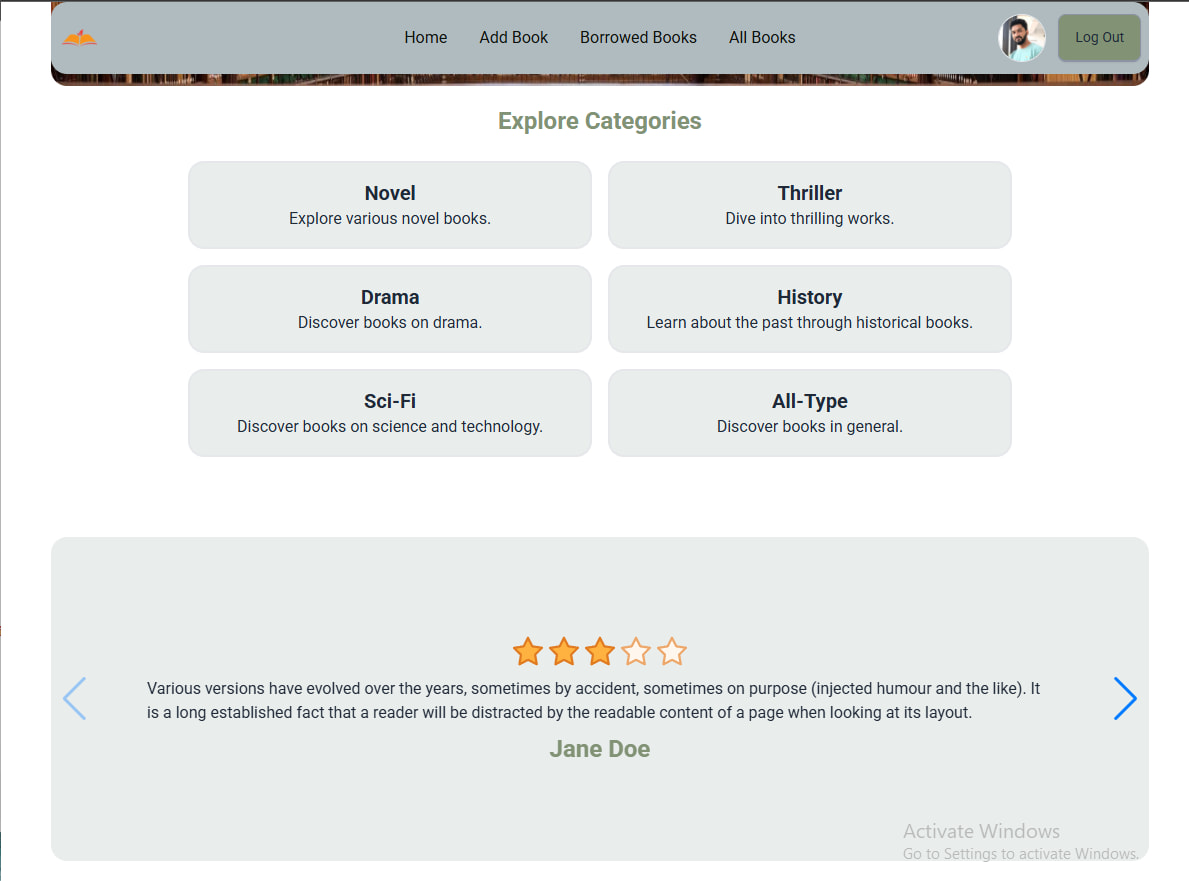 Home
Add Book
Borrowed Books
All Books
Log Out
Explore Categories
Novel
Explore various novel books.
Thriller
Dive into thrilling works.
Drama
Discover books on drama.
History
Learn about the past through historical books.
Sci-Fi
Discover books on science and technology.
All-Type
Discover books in general.
Various versions have evolved over the years, sometimes by accident, sometimes on purpose (injected humour and the like). It
is a long established fact that a reader will be distracted by the readable content of a page when looking at its layout.
Jane Doe
Activate Windows
Go to Settings to activate Windows.